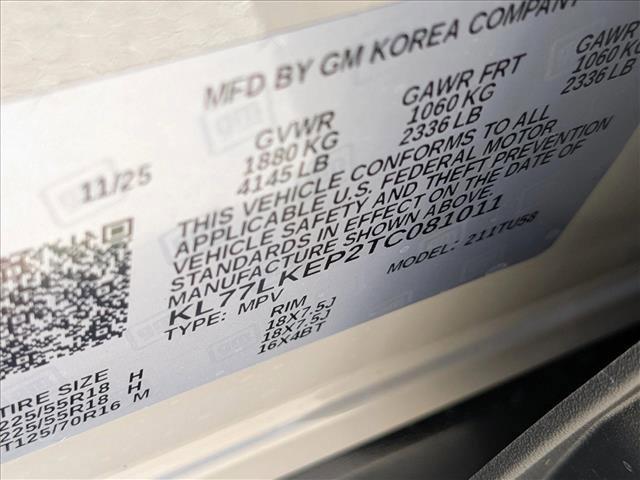 MFD BY GM KOREA COMPANY
11/25
GVWR
1880 KG
4145 LB
GAWR FRT
1060 KG
2336 LB
GAWR
1060 KG
2336 LB
THIS VEHICLE CONFORMS TO ALL
APPLICABLE U.S. FEDERAL MOTOR
VEHICLE SAFETY AND THEFT PREVENTION
STANDARDS IN EFFECT ON THE DATE OF
MANUFACTURE SHOWN ABOVE.
KL77LKEP2TC081011
TYPE: MPV
MODEL: 211TU58
RIM
18X7.5J
18X7.5J
16X4BT
TIRE SIZE
225/55R18 H
225/55R18 H
T125/70R16 M